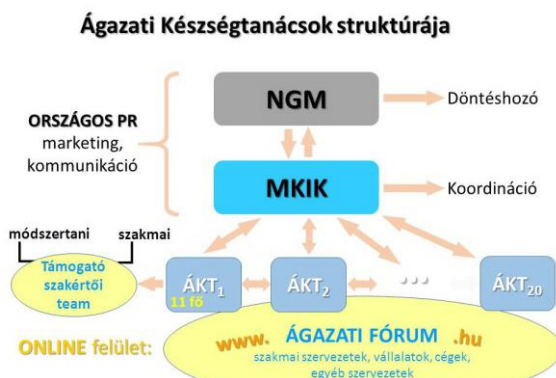 Ágazati Készségtanácsok struktúrája
NGM
Döntéshozó
ORSZÁGOS PR
marketing,
kommunikáció
MKIK
Koordináció
módszertani
szakmai
Támogató
szakértői
team
ÁKT1
11 fő
ÁKT2
...
ÁKT20
ONLINE felület:
www. ÁGAZATI FÓRUM .hu
szakmai szervezetek, vállalatok, cégek,
egyéb szervezetek